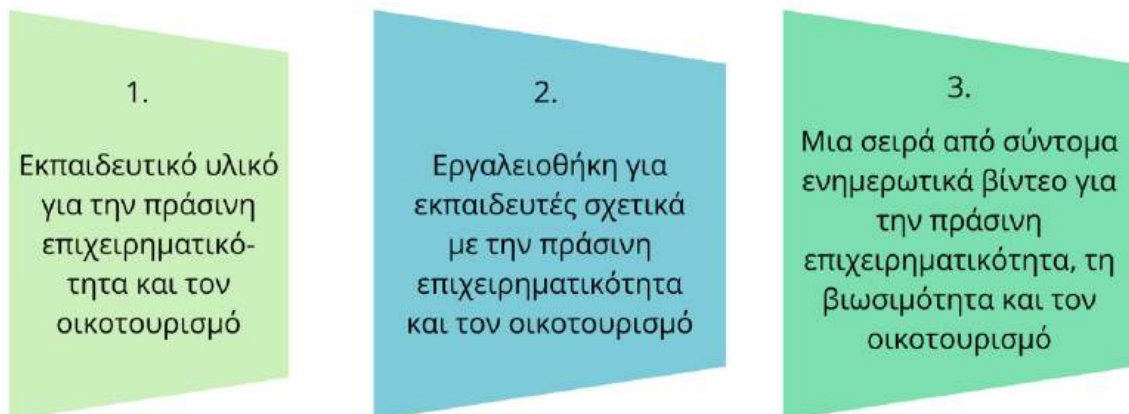 1.
Εκπαιδευτικό υλικό
για την πράσινη
επιχειρηματικό-
τητα και τον
οικοτουρισμό
2.
Εργαλειοθήκη για
εκπαιδευτές σχετικά
με την πράσινη
επιχειρηματικότητα
και τον οικοτουρισμό
3.
Μια σειρά από σύντομα
ενημερωτικά βίντεο για
την πράσινη
επιχειρηματικότητα, τη
βιωσιμότητα και τον
οικοτουρισμό